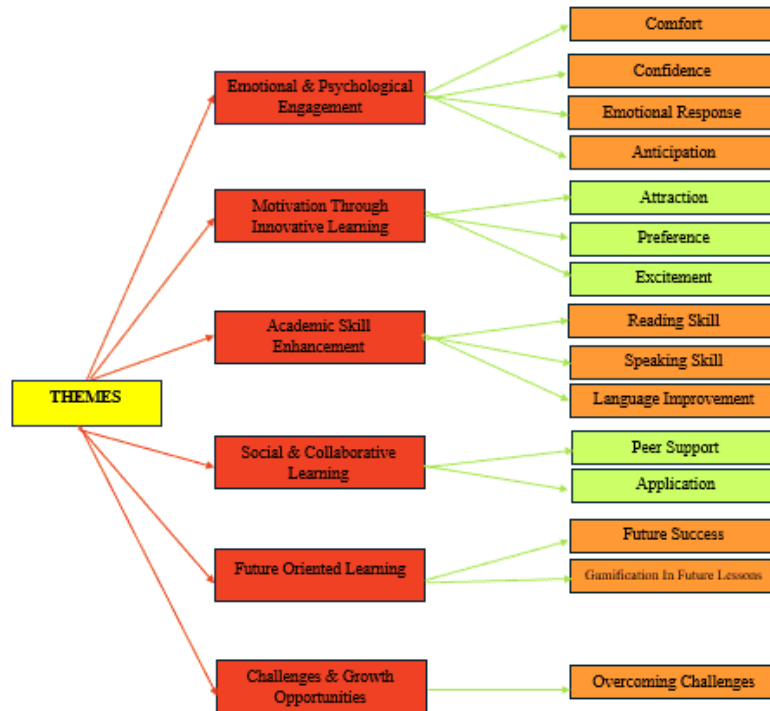 THEMES
Emotional & Psychological
Engagement
Comfort
Confidence
Emotional Response
Anticipation
Motivation Through
Innovative Learning
Attraction
Preference
Excitement
Academic Skill
Enhancement
Reading Skill
Speaking Skill
Language Improvement
Social & Collaborative
Learning
Peer Support
Application
Future Oriented Learning
Future Success
Gamification In Future Lessons
Challenges & Growth
Opportunities
Overcoming Challenges